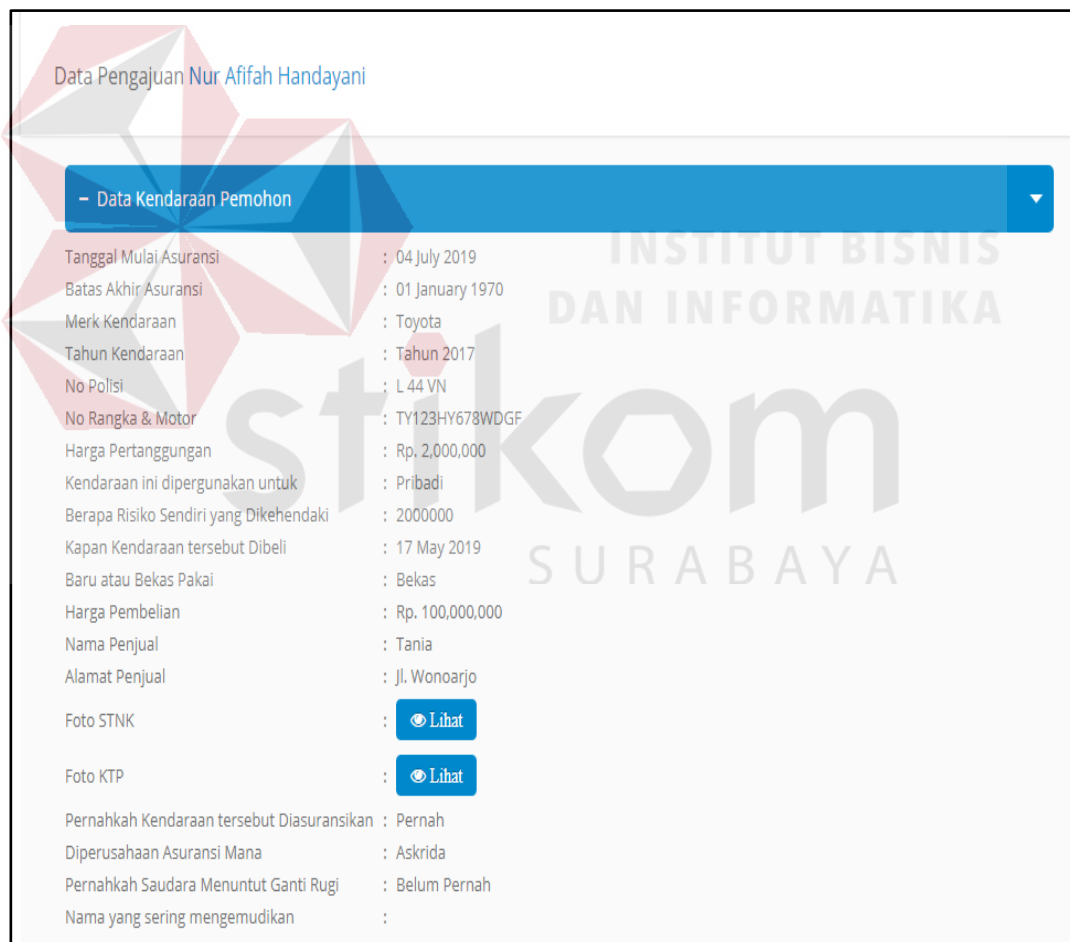 Data Pengajuan Nur Afifah Handayani
– Data Kendaraan Pemohon
Tanggal Mulai Asuransi : 04 July 2019
Batas Akhir Asuransi : 01 January 1970
Merk Kendaraan : Toyota
Tahun Kendaraan : Tahun 2017
No Polisi : L 44 VN
No Rangka & Motor : TY123HY678WDGF
Harga Pertanggungan : Rp. 2,000,000
Kendaraan ini dipergunakan untuk : Pribadi
Berapa Risiko Sendiri yang Dikehendaki : 2000000
Kapan Kendaraan tersebut Dibeli : 17 May 2019
Baru atau Bekas Pakai : Bekas
Harga Pembelian : Rp. 100,000,000
Nama Penjual : Tania
Alamat Penjual : Jl. Wonoarjo
Foto STNK : Lihat
Foto KTP : Lihat
Pernahkah Kendaraan tersebut Diasuransikan : Pernah
Diperusahaan Asuransi Mana : Askrida
Pernahkah Saudara Menuntut Ganti Rugi : Belum Pernah
Nama yang sering mengemudikan :
INSTITUT BISNIS
DAN INFORMATIKA
stikom
SURABAYA